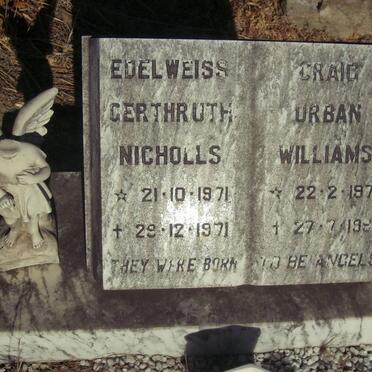 EDELWEISS
GERTHRUTH
NICHOLLS
☆ 21·10·1971
✝ 29·12·1971
THEY WERE BORN
CRAIG
URBAN
WILLIAMS
☆ 22·2·197
✝ 27·7·19
TO BE ANGELS